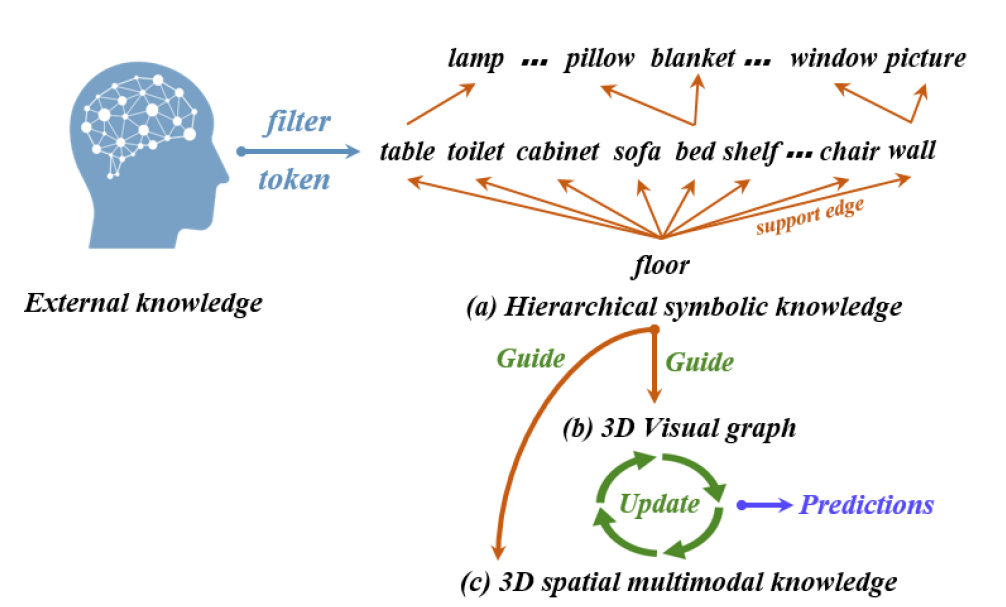 lamp ... pillow blanket ... window picture
filter
token
table toilet cabinet sofa bed shelf ... chair wall
support edge
floor
External knowledge
(a) Hierarchical symbolic knowledge
Guide
Guide
(b) 3D Visual graph
Update
Predictions
(c) 3D spatial multimodal knowledge